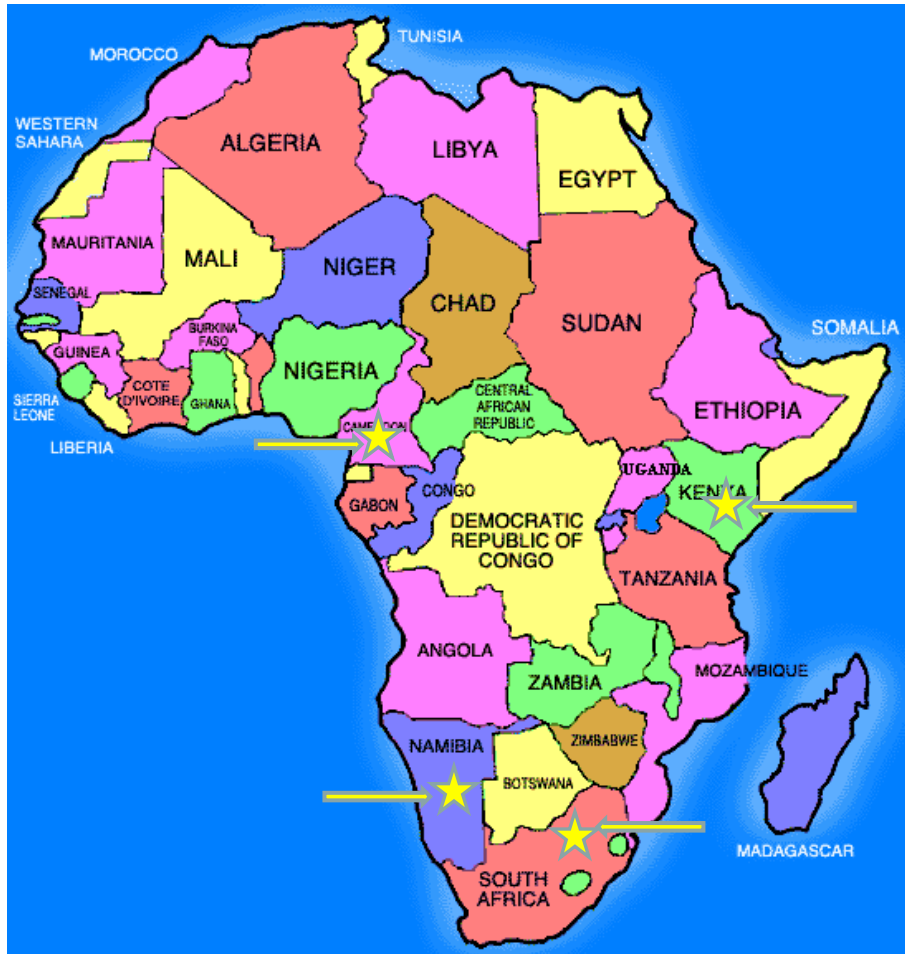 TUNISIA
MOROCCO
WESTERN
SAHARA
ALGERIA
LIBYA
EGYPT
MAURITANIA
MALI
NIGER
CHAD
SUDAN
SENEGAL
BURKINA
FASO
SOMALIA
GUINEA
NIGERIA
COTE
D'IVOIRE
GHANA
CENTRAL
AFRICAN
REPUBLIC
ETHIOPIA
SIERRA
LEONE
LIBERIA
CAMEROON
UGANDA
KENYA
GABON
CONGO
DEMOCRATIC
REPUBLIC OF
CONGO
TANZANIA
ANGOLA
ZAMBIA
MOZAMBIQUE
NAMIBIA
ZIMBABWE
BOTSWANA
MADAGASCAR
SOUTH
AFRICA